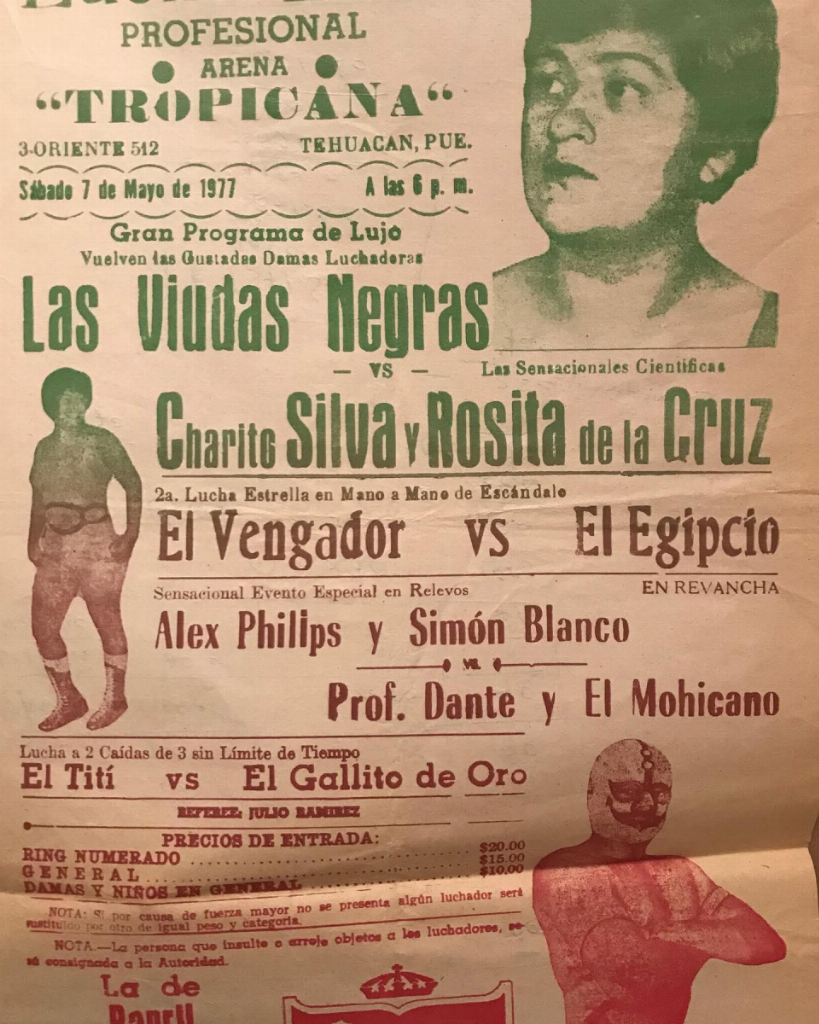 PROFESIONAL
ARENA
"TROPICANA"
3-ORIENTE 512
TEHUACAN, PUE.
Sábado 7 de Mayo de 1977
A las 6 p. m.
Gran Programa de Lujo
Vuelven las Gustadas Damas Luchadoras
Las Viudas Negras
— VS —
Las Sensacionales Científicas
Charito Silva y Rosita de la Cruz
2a. Lucha Estrella en Mano a Mano de Escándalo
El Vengador vs El Egipcio
Sensacional Evento Especial en Relevos
EN REVANCHA
Alex Philips y Simón Blanco
vs.
Prof. Dante y El Mohicano
Lucha a 2 Caídas de 3 sin Límite de Tiempo
El Tití vs El Gallito de Oro
REFEREE: JULIO RAMIREZ
PRECIOS DE ENTRADA:
RING NUMERADO $20.00
GENERAL $15.00
DAMAS Y NIÑOS EN GENERAL $10.00
NOTA: Si por causa de fuerza mayor no se presenta algún luchador será
sustituido por otro de igual peso y categoría.
NOTA.—La persona que insulte o arroje objetos a los luchadores, se-
rá consignada a la Autoridad.
La de